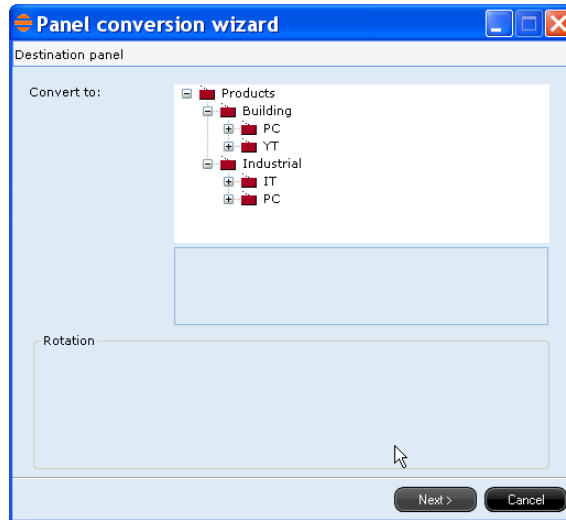 Panel conversion wizard
Destination panel
Convert to:
Products
Building
PC
YT
Industrial
IT
PC
Rotation
Next >
Cancel